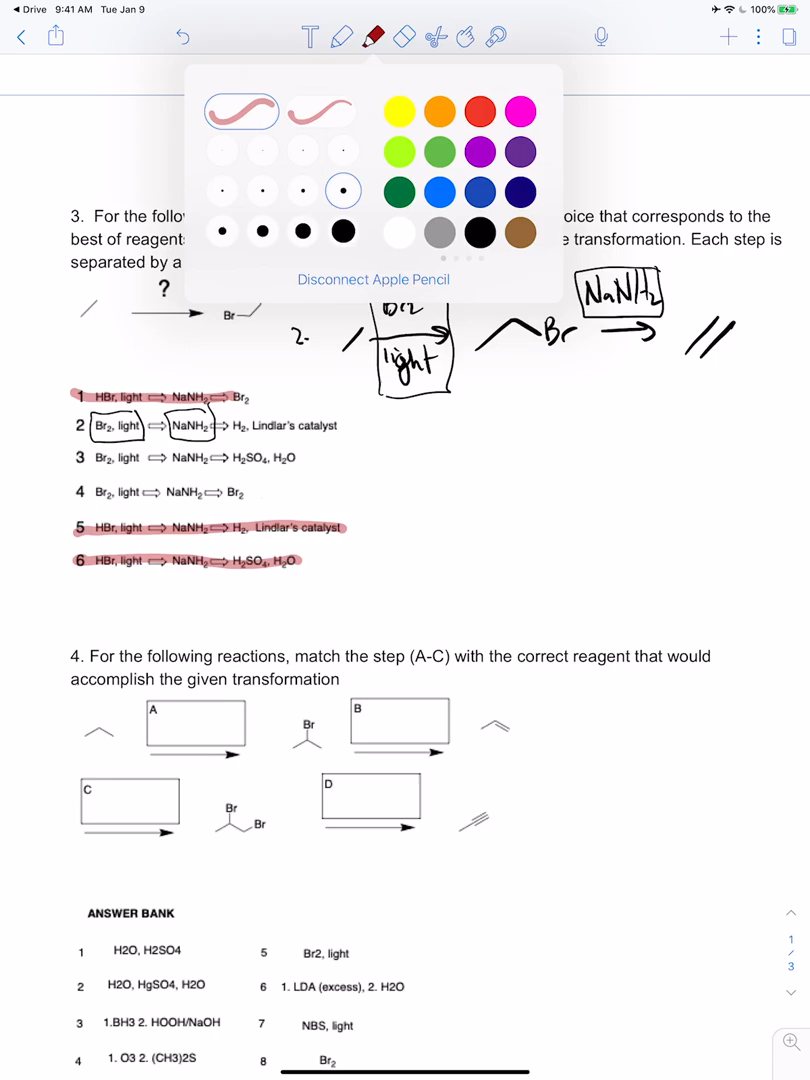 Drive 9:41 AM Tue Jan 9 100%
T
3. For the follo oice that corresponds to the
best of reagent e transformation. Each step is
separated by a
Disconnect Apple Pencil
? Br
2. Br2 light Br NaNH2
1 HBr, light ⇨ NaNH₂ ⇨ Br₂
2 Br₂, light ⇨ NaNH₂ ⇨ H₂, Lindlar's catalyst
3 Br₂, light ⇨ NaNH₂ ⇨ H₂SO₄, H₂O
4 Br₂, light ⇨ NaNH₂ ⇨ Br₂
5 HBr, light ⇨ NaNH₂ ⇨ H₂, Lindlar's catalyst
6 HBr, light ⇨ NaNH₂ ⇨ H₂SO₄, H₂O
4. For the following reactions, match the step (A-C) with the correct reagent that would
accomplish the given transformation
A Br B
C Br Br D
ANSWER BANK
1 H2O, H2SO4 5 Br2, light
2 H2O, HgSO4, H2O 6 1. LDA (excess), 2. H2O
3 1.BH3 2. HOOH/NaOH 7 NBS, light
4 1. O3 2. (CH3)2S 8 Br₂
1
/
3